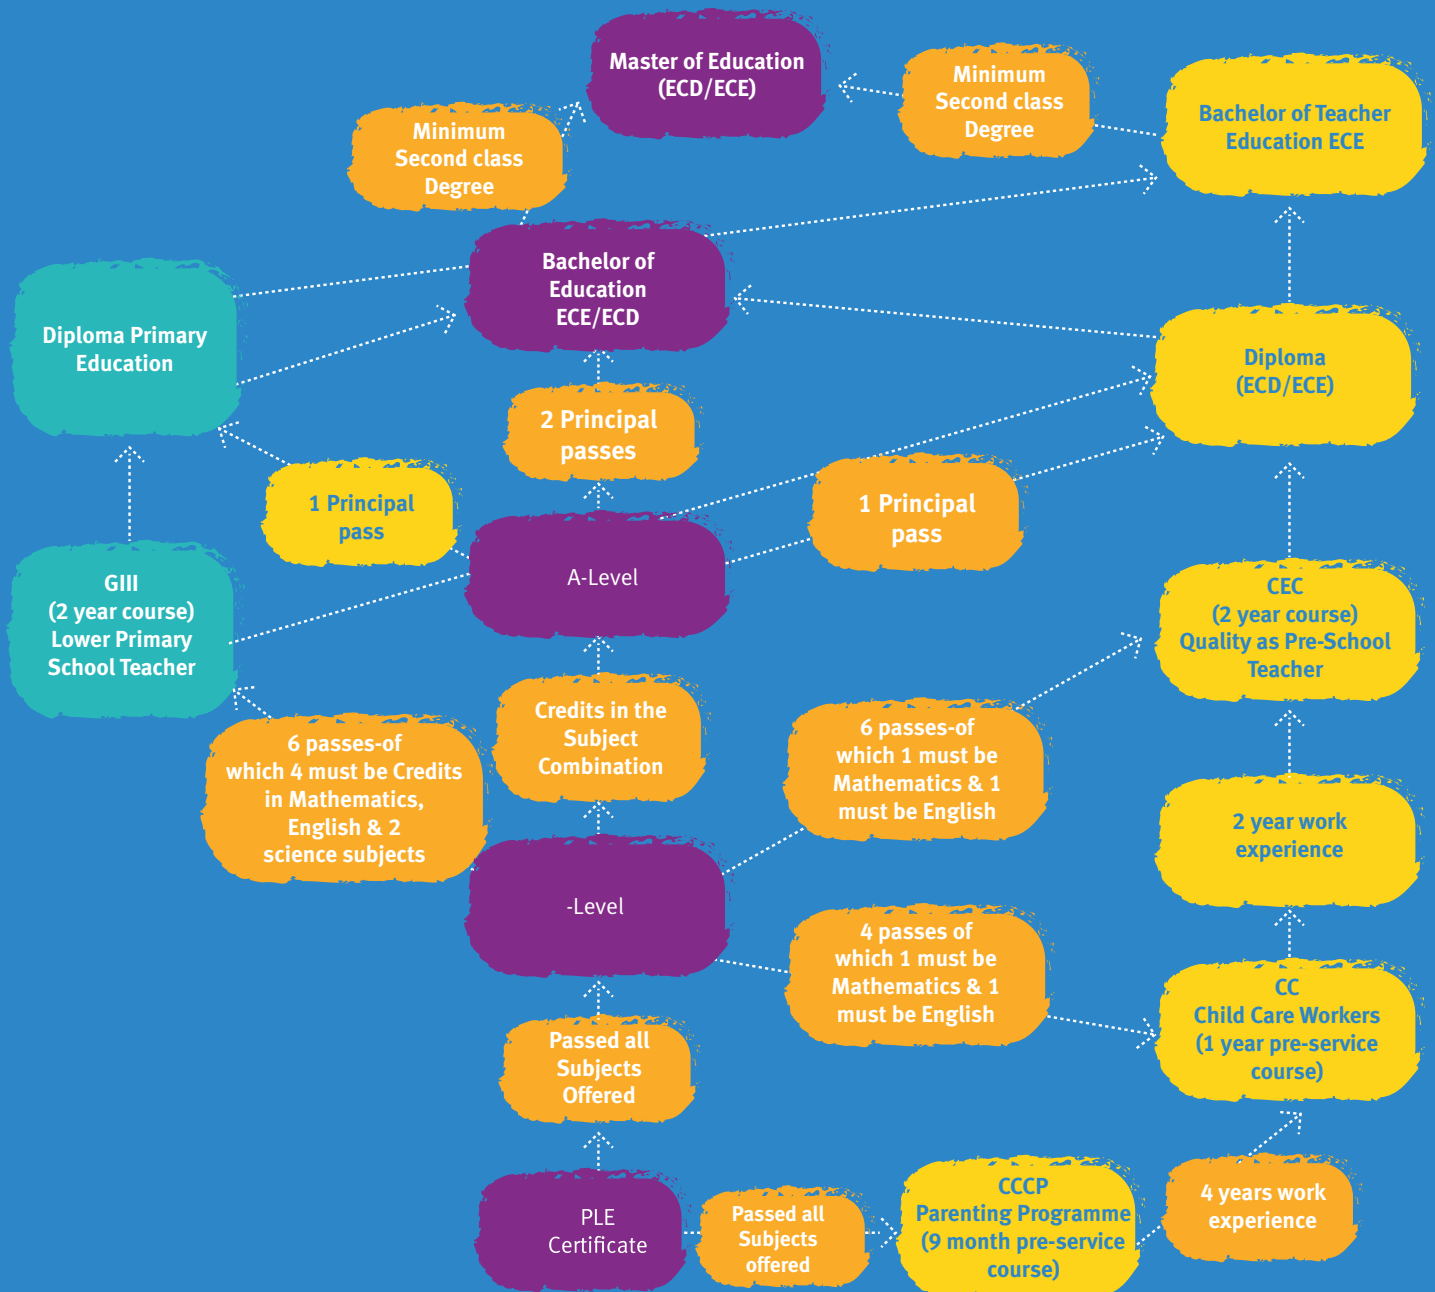 Master of Education
(ECD/ECE)
Minimum
Second class
Degree
Bachelor of Teacher
Education ECE
Minimum
Second class
Degree
Bachelor of
Education
ECE/ECD
Diploma Primary
Education
Diploma
(ECD/ECE)
2 Principal
passes
1 Principal
pass
1 Principal
pass
A-Level
GIII
(2 year course)
Lower Primary
School Teacher
CEC
(2 year course)
Quality as Pre-School
Teacher
Credits in the
Subject
Combination
6 passes-of
which 4 must be Credits
in Mathematics,
English & 2
science subjects
6 passes-of
which 1 must be
Mathematics & 1
must be English
2 year work
experience
-Level
4 passes of
which 1 must be
Mathematics & 1
must be English
CC
Child Care Workers
(1 year pre-service
course)
Passed all
Subjects
Offered
PLE
Certificate
Passed all
Subjects
offered
CCCP
Parenting Programme
(9 month pre-service
course)
4 years work
experience